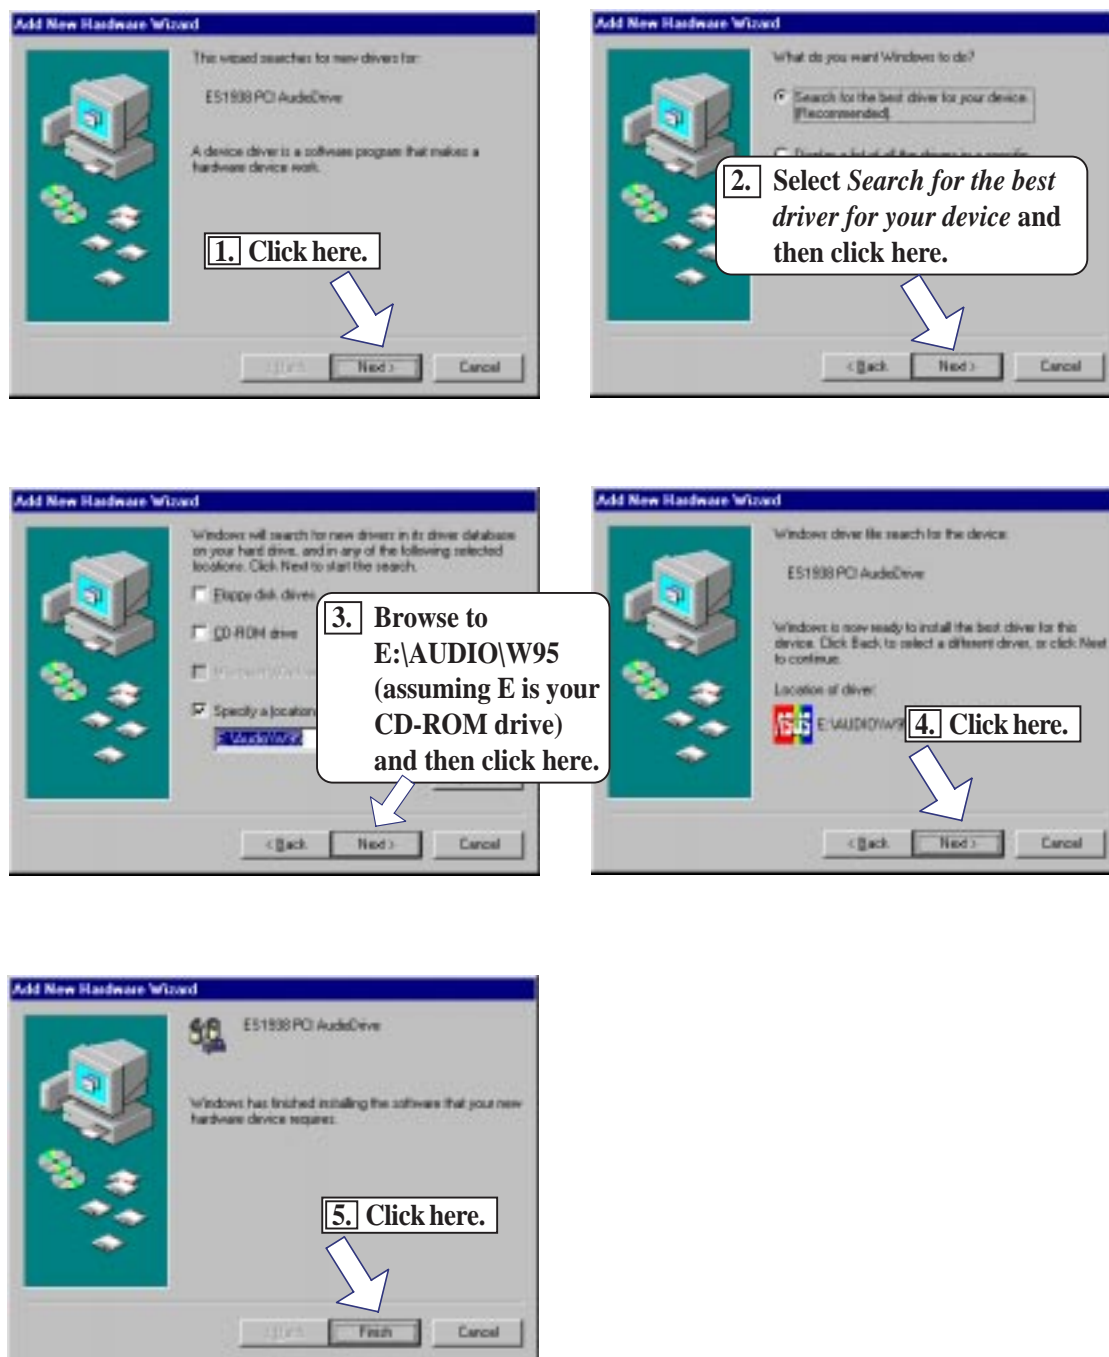 Add New Hardware Wizard
This wizard searches for new drivers for:
ES1938 PCI AudioDrive
A device driver is a software program that makes a
hardware device work.
1. Click here.
Next >
Cancel
Add New Hardware Wizard
What do you want Windows to do?
Search for the best driver for your device.
(Recommended).
2. Select Search for the best
driver for your device and
then click here.
< Back
Next >
Cancel
Add New Hardware Wizard
Windows will search for new drivers in its driver database
on your hard drive, and in any of the following selected
locations. Click Next to start the search.
Floppy disk drives
CD-ROM drive
Specify a location
E:\Audio\W95
3. Browse to
E:\AUDIO\W95
(assuming E is your
CD-ROM drive)
and then click here.
< Back
Next >
Cancel
Add New Hardware Wizard
Windows driver file search for the device:
ES1938 PCI AudioDrive
Windows is now ready to install the best driver for this
device. Click Back to select a different driver, or click Next
to continue.
Location of driver:
E:\AUDIO\W9
4. Click here.
< Back
Next >
Cancel
Add New Hardware Wizard
ES1938 PCI AudioDrive
Windows has finished installing the software that your new
hardware device requires.
5. Click here.
Finish
Cancel